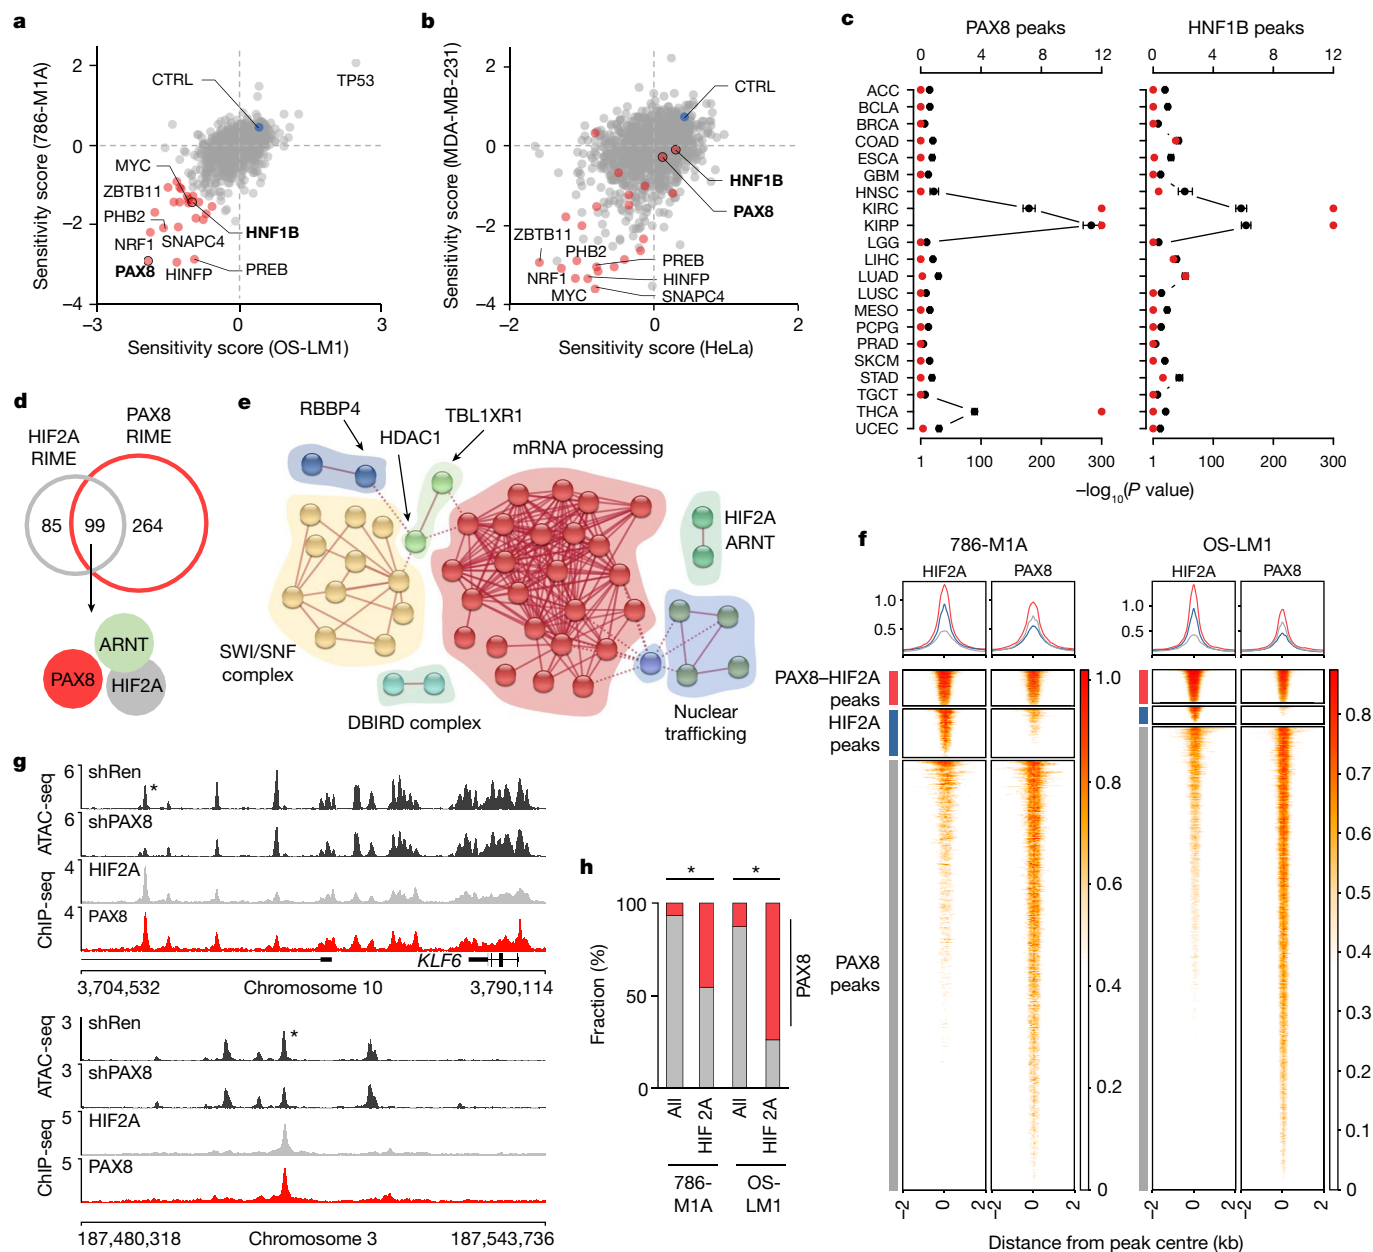 a
Sensitivity score (786-M1A)
2
0
–2
–4
–3
0
3
Sensitivity score (OS-LM1)
CTRL
TP53
MYC
ZBTB11
PHB2
NRF1
SNAPC4
HNF1B
PAX8
HINFP
PREB
b
Sensitivity score (MDA-MB-231)
2
0
–2
–4
–2
0
2
Sensitivity score (HeLa)
CTRL
HNF1B
PAX8
ZBTB11
PHB2
PREB
NRF1
HINFP
MYC
SNAPC4
c
PAX8 peaks
HNF1B peaks
0 4 8 12
0 4 8 12
ACC
BCLA
BRCA
COAD
ESCA
GBM
HNSC
KIRC
KIRP
LGG
LIHC
LUAD
LUSC
MESO
PCPG
PRAD
SKCM
STAD
TGCT
THCA
UCEC
1 100 200 300
1 100 200 300
–log10(P value)
d
HIF2A
RIME
PAX8
RIME
85 99 264
ARNT
PAX8
HIF2A
e
RBBP4
HDAC1
TBL1XR1
mRNA processing
HIF2A
ARNT
SWI/SNF
complex
DBIRD complex
Nuclear
trafficking
f
786-M1A
OS-LM1
HIF2A PAX8
HIF2A PAX8
1.0
0.5
1.0
0.5
PAX8–HIF2A
peaks
HIF2A
peaks
PAX8
peaks
1.0
0.8
0.6
0.4
0.2
0
0.8
0.7
0.6
0.5
0.4
0.3
0.2
0.1
0
–2 0 2
–2 0 2
–2 0 2
–2 0 2
Distance from peak centre (kb)
g
ATAC-seq
ChIP-seq
6
shRen
*
6
shPAX8
4
HIF2A
4
PAX8
KLF6
3,704,532
Chromosome 10
3,790,114
ATAC-seq
ChIP-seq
3
shRen
*
3
shPAX8
5
HIF2A
5
PAX8
187,480,318
Chromosome 3
187,543,736
h
* *
Fraction (%)
100
50
0
PAX8
All
HIF 2A
All
HIF 2A
786-
M1A
OS-
LM1